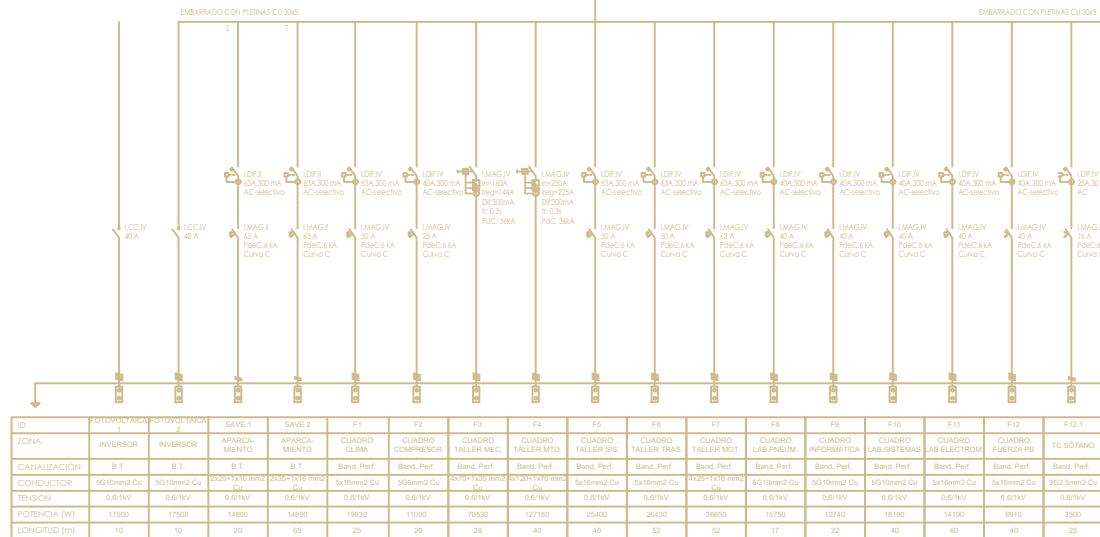 EMBARRADO CON PLETINAS CU 30x5
EMBARRADO CON PLETINAS CU 30x5
S
T
I.CC.IV
40 A
I.CC.IV
40 A
I.DIF.II
63A,300 mA
AC-selectivo
I.MAG.II
63 A
PdeC:6 kA
Curva C
I.DIF.II
63A,300 mA
AC-selectivo
I.MAG.II
63 A
PdeC:6 kA
Curva C
I.DIF.IV
63A,300 mA
AC-selectivo
I.MAG.IV
50 A
PdeC:6 kA
Curva C
I.DIF.IV
40A,300 mA
AC-selectivo
I.MAG.IV
25 A
PdeC:6 kA
Curva C
I.MAG.IV
In=160A
Ireg=144A
Dif:300mA
tr: 0,3s
PdC: 36kA
I.MAG.IV
In=250A
Ireg=225A
Dif:300mA
tr: 0,3s
PdC: 36kA
I.DIF.IV
63A,300 mA
AC-selectivo
I.MAG.IV
50 A
PdeC:6 kA
Curva C
I.DIF.IV
63A,300 mA
AC-selectivo
I.MAG.IV
50 A
PdeC:6 kA
Curva C
I.DIF.IV
63A,300 mA
AC-selectivo
I.MAG.IV
63 A
PdeC:6 kA
Curva C
I.DIF.IV
40A,300 mA
AC-selectivo
I.MAG.IV
40 A
PdeC:6 kA
Curva C
I.DIF.IV
40A,300 mA
AC-selectivo
I.MAG.IV
40 A
PdeC:6 kA
Curva C
I.DIF.IV
40A,300 mA
AC-selectivo
I.MAG.IV
40 A
PdeC:6 kA
Curva C
I.DIF.IV
40A,300 mA
AC-selectivo
I.MAG.IV
40 A
PdeC:6 kA
Curva C
I.DIF.IV
40A,300 mA
AC-selectivo
I.MAG.IV
40 A
PdeC:6 kA
Curva C
I.DIF.IV
25A,30
AC
I.MAG.I
16 A
PdeC:6 k
Curva C
ID FOTOVOLTAICA 1 FOTOVOLTAICA 2 SAVE 1 SAVE 2 F1 F2 F3 F4 F5 F6 F7 F8 F9 F10 F11 F12 F12.1
ZONA INVERSOR INVERSOR APARCA-MIENTO APARCA-MIENTO CUADRO CLIMA CUADRO COMPRESOR CUADRO TALLER MEC. CUADRO TALLER MTO. CUADRO TALLER SIS. CUADRO TALLER TRAS. CUADRO TALLER MOT. CUADRO LAB.PNEUM. CUADRO INFORMATICA CUADRO LAB.SISTEMAS CUADRO LAB.ELECTROM. CUADRO FUERZA PB TC SÓTANO
CANALIZACIÓN B.T. B.T. B.T. B.T. Band. Perf. Band. Perf. Band. Perf. Band. Perf. Band. Perf. Band. Perf. Band. Perf. Band. Perf. Band. Perf. Band. Perf. Band. Perf. Band. Perf. Band. Perf.
CONDUCTOR 5G10mm2 Cu 5G10mm2 Cu 2x25+1x16 mm2 Cu 2x35+1x16 mm2 Cu 5x16mm2 Cu 5G6mm2 Cu 4x70+1x35 mm2 Cu 4x120+1x70 mm2 Cu 5x16mm2 Cu 5x16mm2 Cu 4x25+1x16 mm2 Cu 5G10mm2 Cu 5G10mm2 Cu 5G10mm2 Cu 5x16mm2 Cu 5x16mm2 Cu 3G2,5mm2 Cu
TENSIÓN 0,6/1kV 0,6/1kV 0,6/1kV 0,6/1kV 0,6/1kV 0,6/1kV 0,6/1kV 0,6/1kV 0,6/1kV 0,6/1kV 0,6/1kV 0,6/1kV 0,6/1kV 0,6/1kV 0,6/1kV 0,6/1kV 0,6/1kV
POTENCIA (W) 17500 17500 14800 14800 19930 11000 70530 127160 25400 26430 36650 15750 12740 18190 14190 8910 3500
LONGITUD (m) 10 10 20 65 25 20 28 40 40 52 52 17 22 40 60 40 25